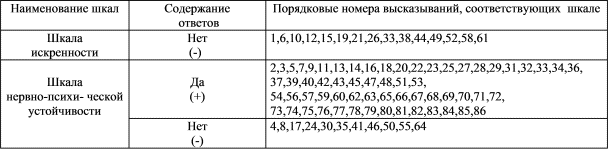 Наименование шкал
Содержание
ответов
Порядковые номера высказываний, соответствующих шкале
Шкала
искренности
Нет
(-)
1,6,10,12,15,19,21,26,33,38,44,49,52,58,61
Шкала
нервно-психи- ческой
устойчивости
Да
(+)
2,3,5,7,9,11,13,14,16,18,20,22,23,25,27,28,29,31,32,33,34,36,
37,39,40,42,43,45,47,48,51,53,
54,56,57,59,60,62,63,65,66,67,68,69,70,71,72,
73,74,75,76,77,78,79,80,81,82,83,84,85,86
Нет
(-)
4,8,17,24,30,35,41,46,50,55,64